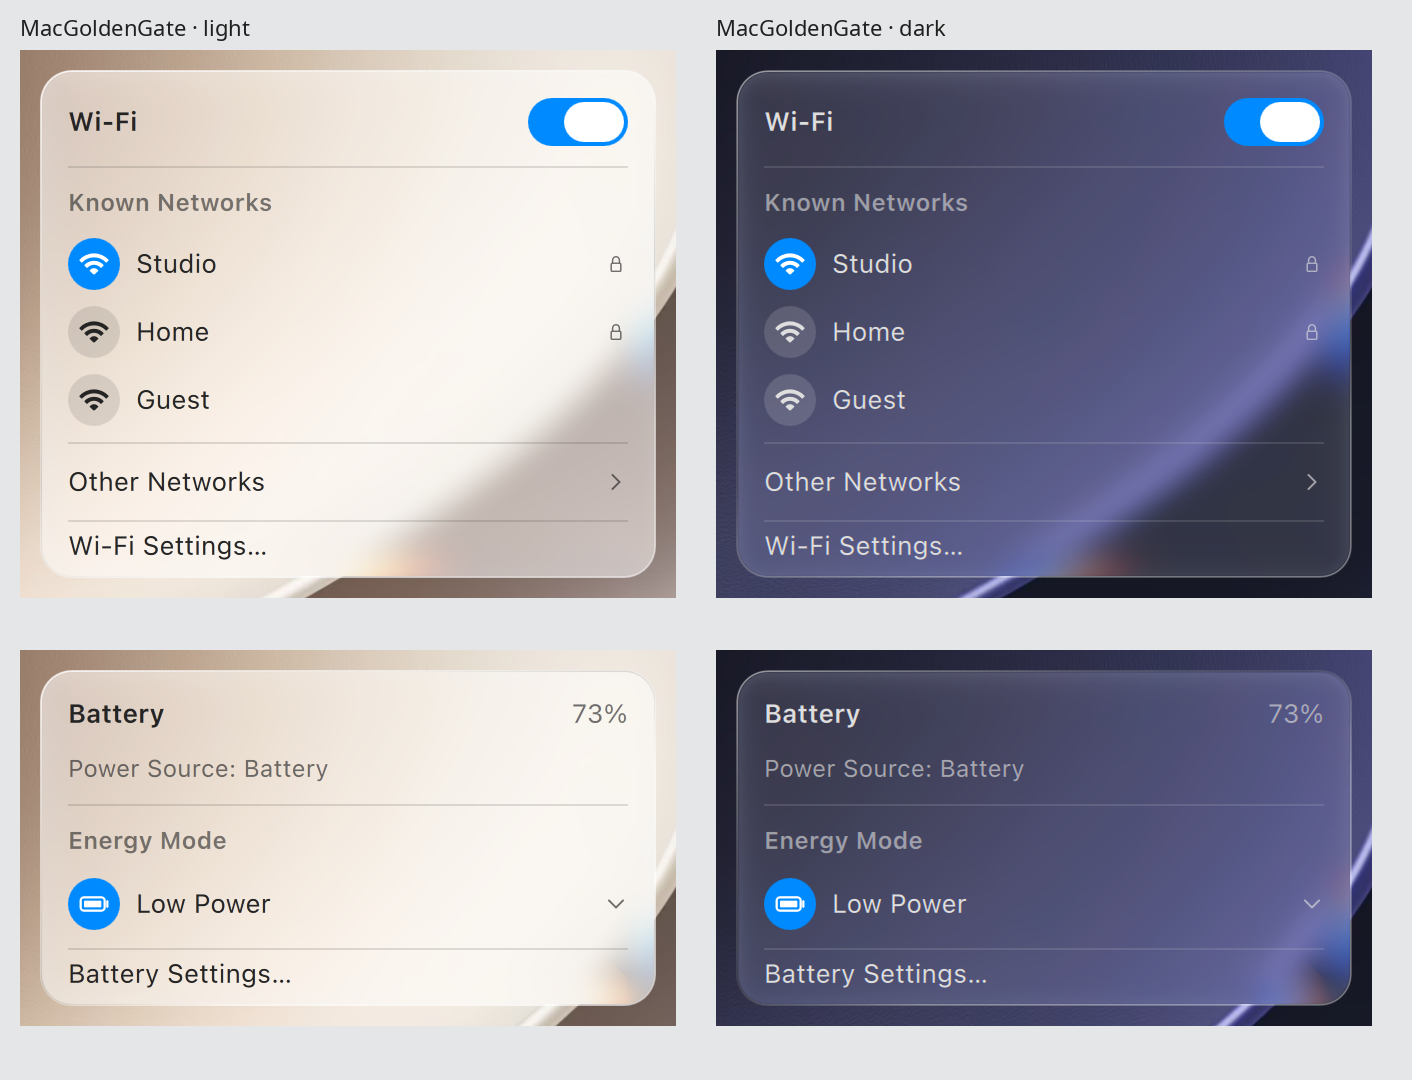 MacGoldenGate · light
Wi-Fi
Known Networks
Studio
Home
Guest
Other Networks
Wi-Fi Settings...
MacGoldenGate · dark
Wi-Fi
Known Networks
Studio
Home
Guest
Other Networks
Wi-Fi Settings...
Battery 73%
Power Source: Battery
Energy Mode
Low Power
Battery Settings...
Battery 73%
Power Source: Battery
Energy Mode
Low Power
Battery Settings...